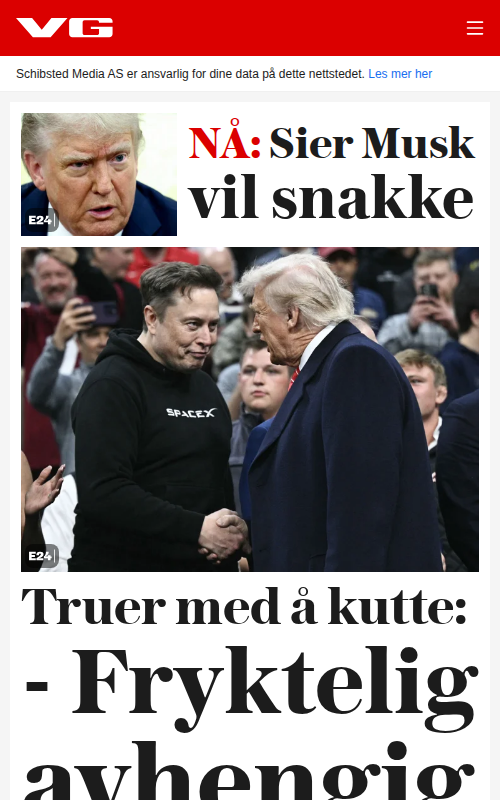 VG
Schibsted Media AS er ansvarlig for dine data på dette nettstedet. Les mer her
NÅ: Sier Musk
vil snakke
E24
SPACEX
E24
Truer med å kutte:
- Fryktelig
avhengig